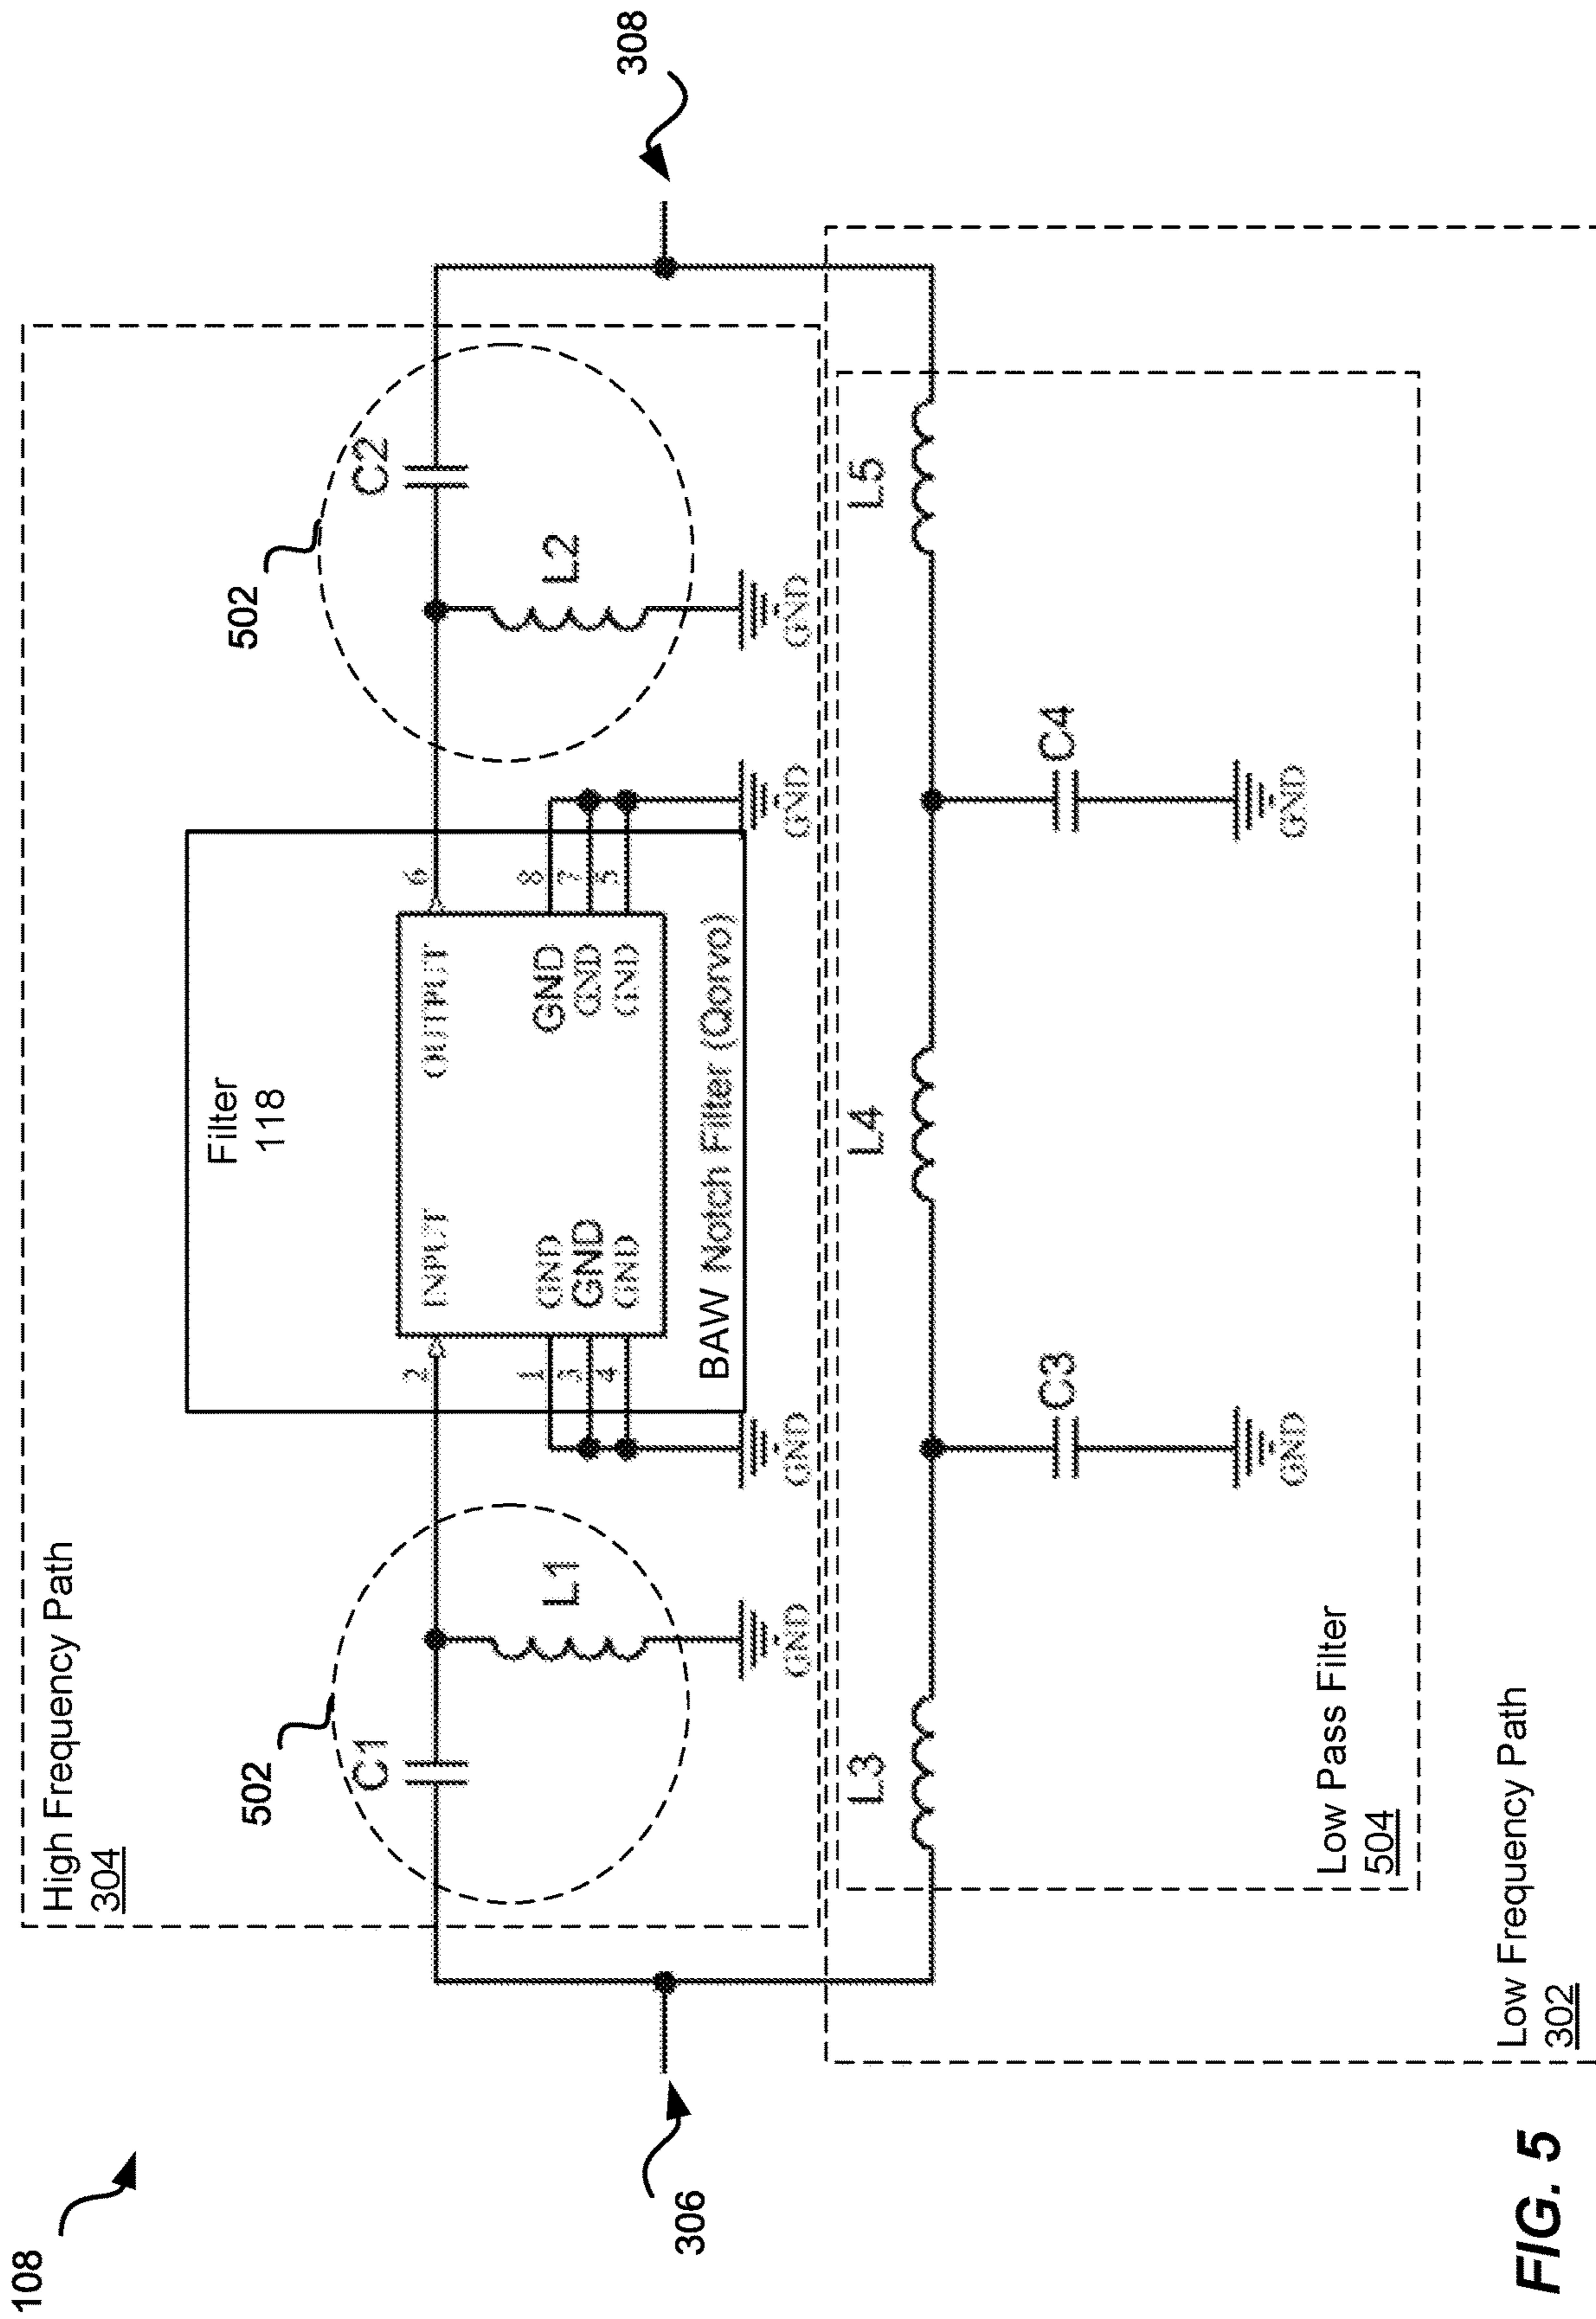 108
High Frequency Path
304
502
502
C1
L1
GND
C2
L2
GND
Filter
118
2
INPUT
OUTPUT
6
1
GND
GND
8
3
GND
GND
7
4
GND
GND
5
BAW Notch Filter (Qorvo)
GND
GND
306
308
L3
L4
L5
C3
C4
GND
GND
Low Pass Filter
504
Low Frequency Path
302
FIG. 5